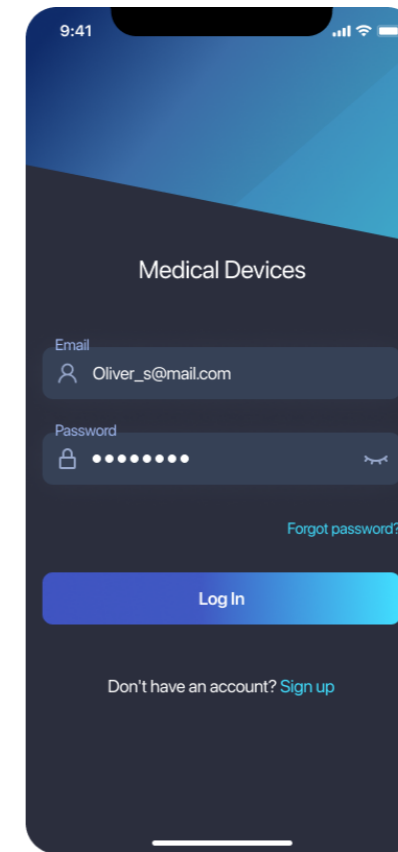 9:41
Medical Devices
Email
Oliver_s@mail.com
Password
••••••••
Forgot password?
Log In
Don't have an account? Sign up